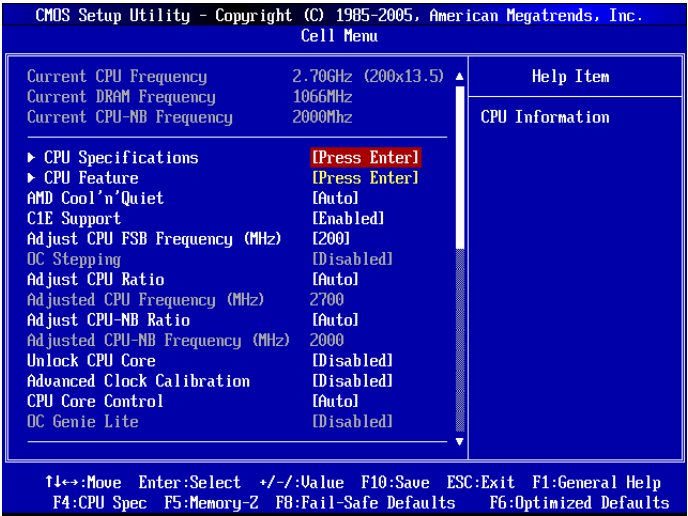 CMOS Setup Utility - Copyright (C) 1985-2005, American Megatrends, Inc.
Cell Menu
Current CPU Frequency 2.70GHz (200x13.5)
Current DRAM Frequency 1066MHz
Current CPU-NB Frequency 2000Mhz
CPU Specifications [Press Enter]
CPU Feature [Press Enter]
AMD Cool'n'Quiet [Auto]
C1E Support [Enabled]
Adjust CPU FSB Frequency (MHz) [200]
OC Stepping [Disabled]
Adjust CPU Ratio [Auto]
Adjusted CPU Frequency (MHz) 2700
Adjust CPU-NB Ratio [Auto]
Adjusted CPU-NB Frequency (MHz) 2000
Unlock CPU Core [Disabled]
Advanced Clock Calibration [Disabled]
CPU Core Control [Auto]
OC Genie Lite [Disabled]
Help Item
CPU Information
↑↓↔:Move Enter:Select +/-/:Value F10:Save ESC:Exit F1:General Help
F4:CPU Spec F5:Memory-Z F8:Fail-Safe Defaults F6:Optimized Defaults